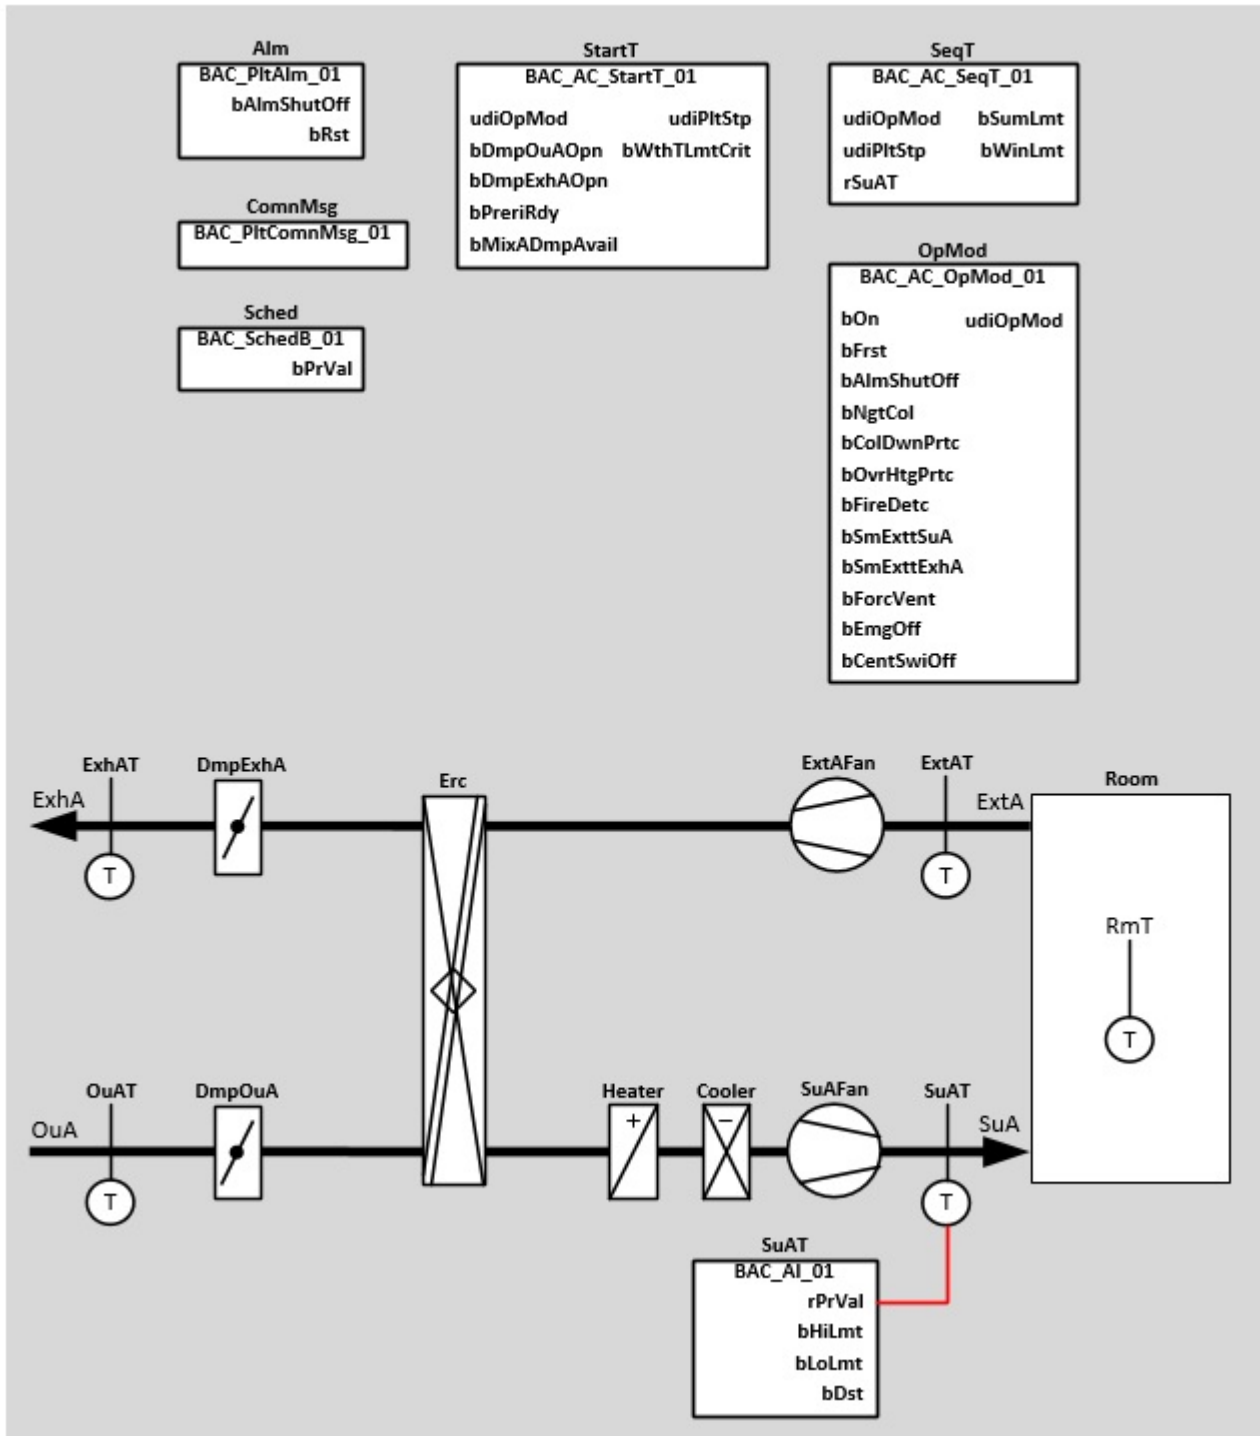 Alm
BAC_PltAlm_01
bAlmShutOff
bRst
ComnMsg
BAC_PltComnMsg_01
Sched
BAC_SchedB_01
bPrVal
StartT
BAC_AC_StartT_01
udiOpMod udiPltStp
bDmpOuAOpn bWthTLmtCrit
bDmpExhAOpn
bPreriRdy
bMixADmpAvail
SeqT
BAC_AC_SeqT_01
udiOpMod bSumLmt
udiPltStp bWinLmt
rSuAT
OpMod
BAC_AC_OpMod_01
bOn udiOpMod
bFrst
bAlmShutOff
bNgtCol
bColDwnPrtc
bOvrHtgPrtc
bFireDetc
bSmExttSuA
bSmExttExhA
bForcVent
bEmgOff
bCentSwiOff
ExhAT
DmpExhA
Erc
ExtAFan
ExtAT
Room
ExhA
ExtA
T
T
RmT
T
OuAT
DmpOuA
Heater
Cooler
SuAFan
SuAT
OuA
+
−
SuA
T
T
SuAT
BAC_AI_01
rPrVal
bHiLmt
bLoLmt
bDst